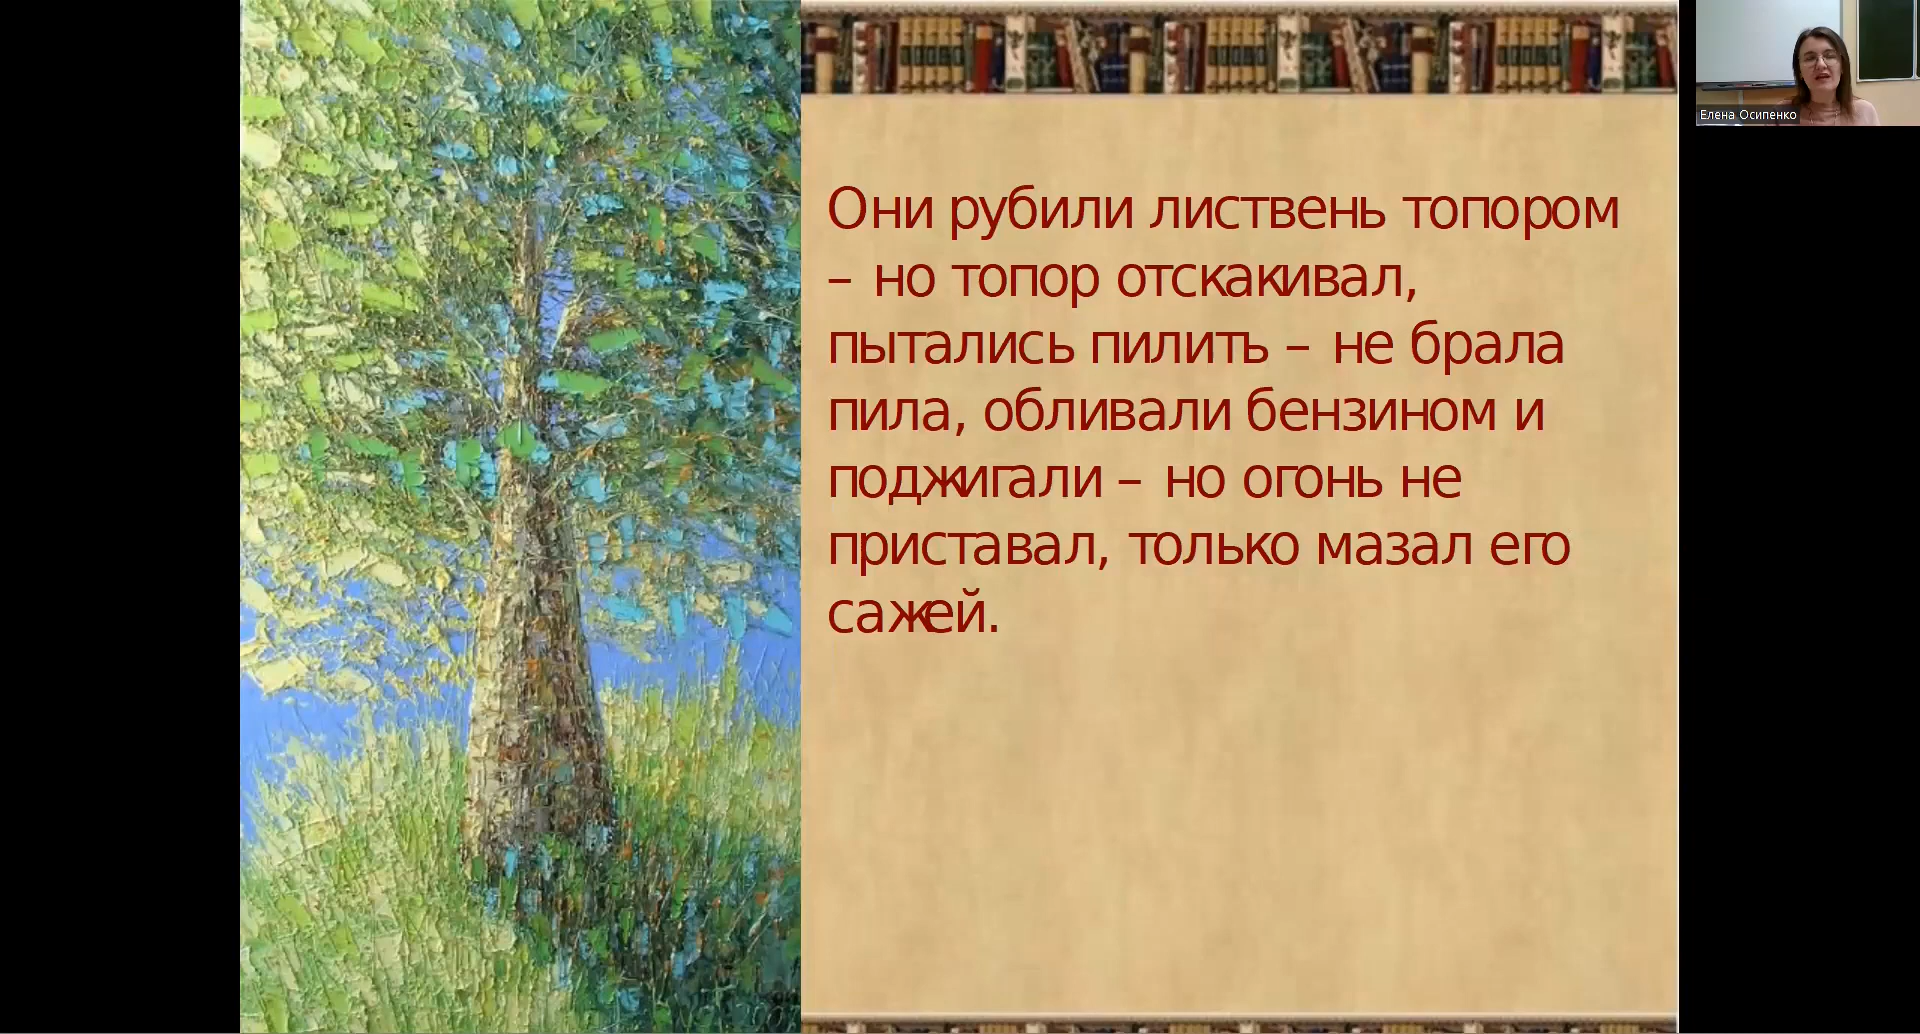 Они рубили листвень топором
– но топор отскакивал,
пытались пилить – не брала
пила, обливали бензином и
поджигали – но огонь не
приставал, только мазал его
сажей.
Елена Осипенко